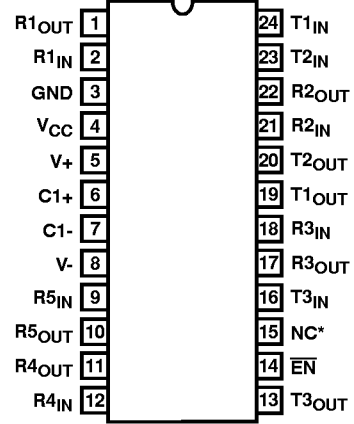 R1OUT 1 24 T1IN
R1IN 2 23 T2IN
GND 3 22 R2OUT
VCC 4 21 R2IN
V+ 5 20 T2OUT
C1+ 6 19 T1OUT
C1- 7 18 R3IN
V- 8 17 R3OUT
R5IN 9 16 T3IN
R5OUT 10 15 NC*
R4OUT 11 14 E̅N̅
R4IN 12 13 T3OUT